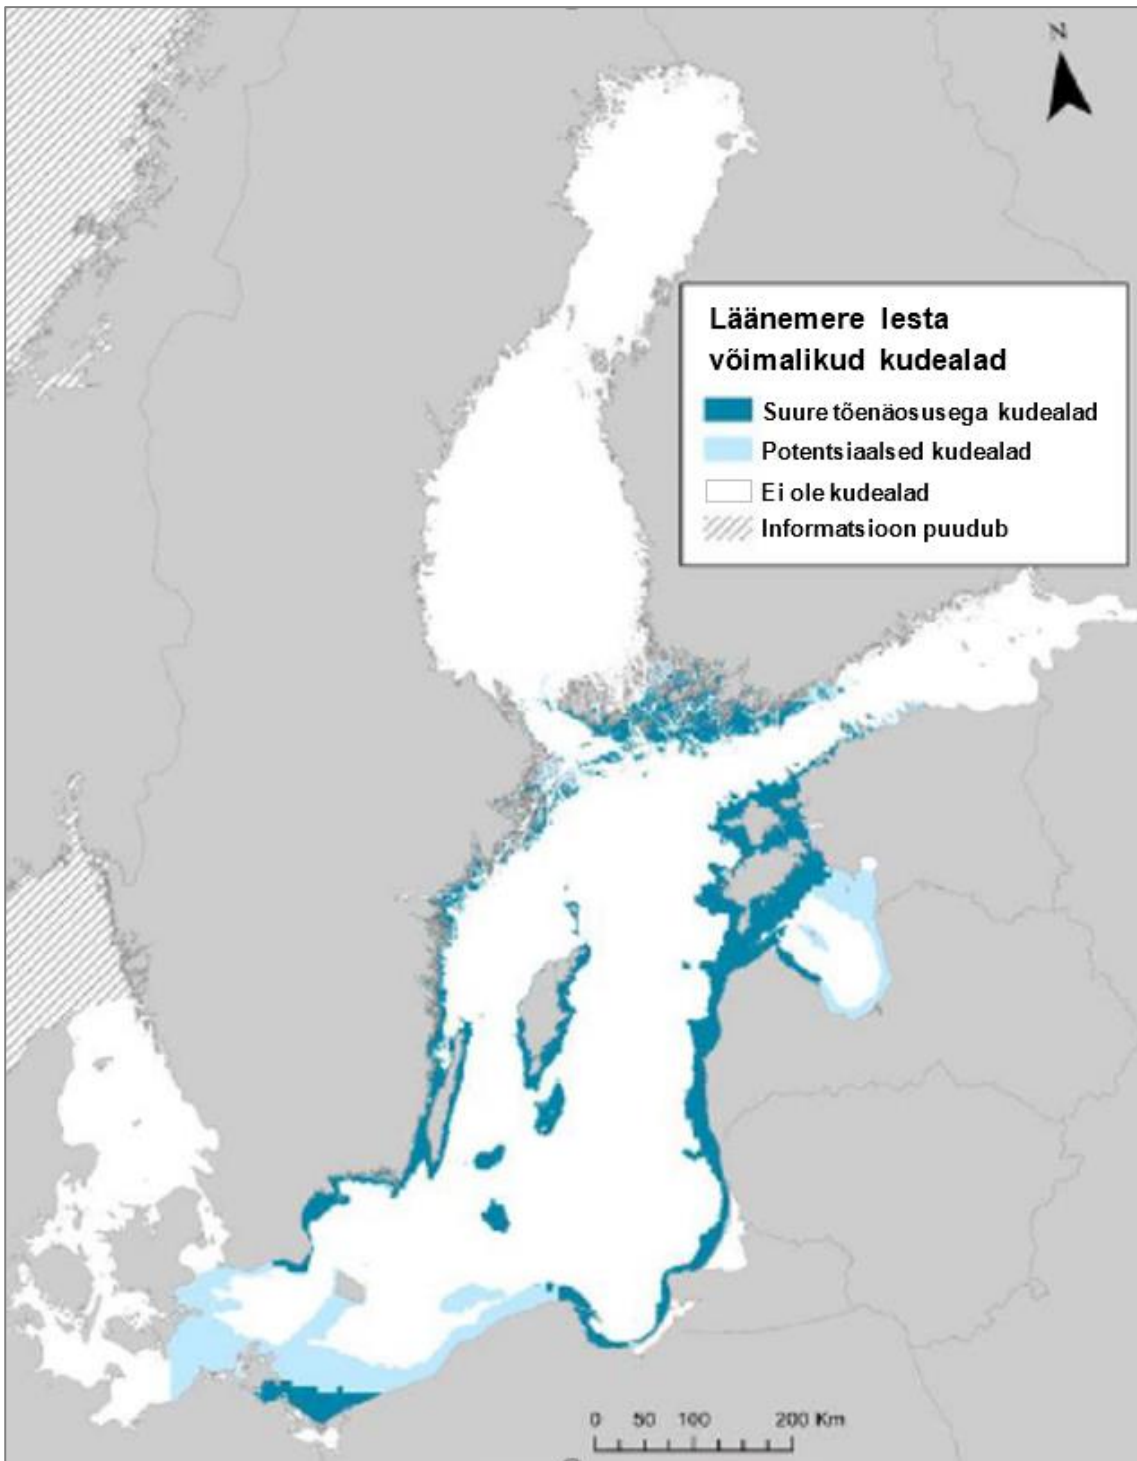 N
Läänemere lesta
võimalikud kudealad
Suure tõenäosusega kudealad
Potentsiaalsed kudealad
Ei ole kudealad
Informatsioon puudub
0 50 100 200 Km